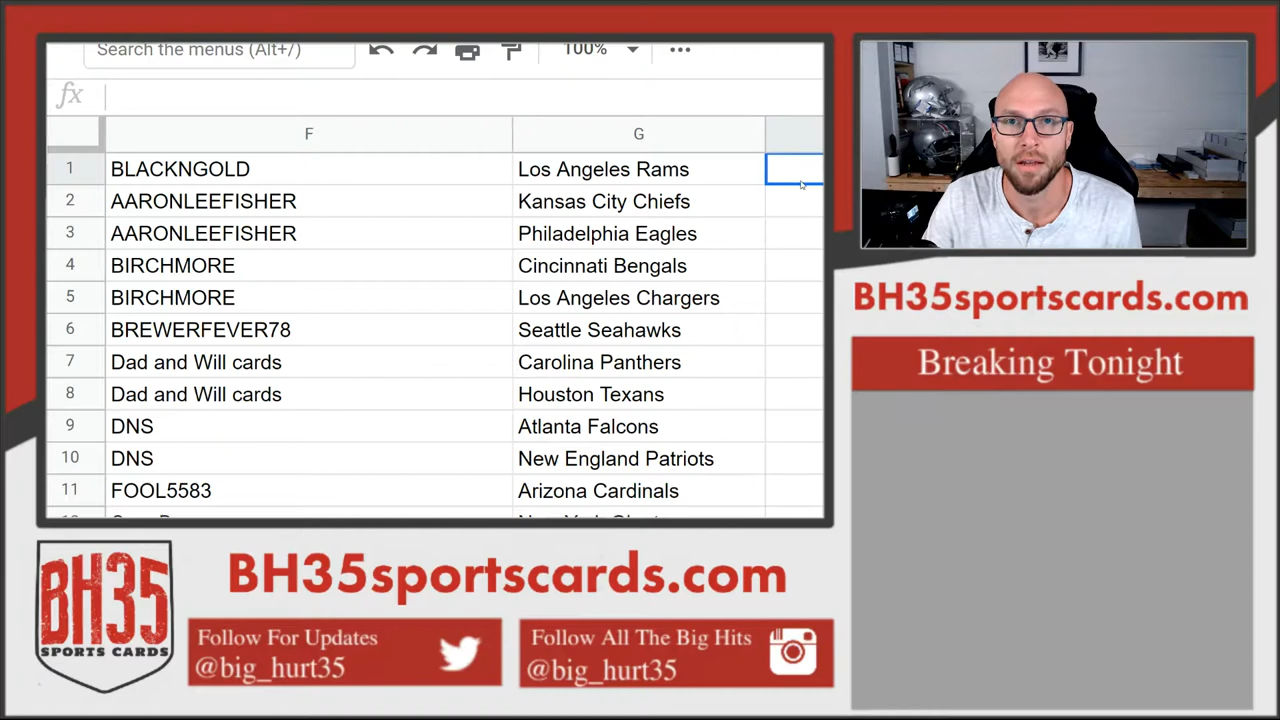 Search the menus (Alt+/)
100%
fx
F G
1 BLACKNGOLD Los Angeles Rams
2 AARONLEEFISHER Kansas City Chiefs
3 AARONLEEFISHER Philadelphia Eagles
4 BIRCHMORE Cincinnati Bengals
5 BIRCHMORE Los Angeles Chargers
6 BREWERFEVER78 Seattle Seahawks
7 Dad and Will cards Carolina Panthers
8 Dad and Will cards Houston Texans
9 DNS Atlanta Falcons
10 DNS New England Patriots
11 FOOL5583 Arizona Cardinals
BH35sportscards.com
Breaking Tonight
BH35
SPORTS CARDS
BH35sportscards.com
Follow For Updates
@big_hurt35
Follow All The Big Hits
@big_hurt35